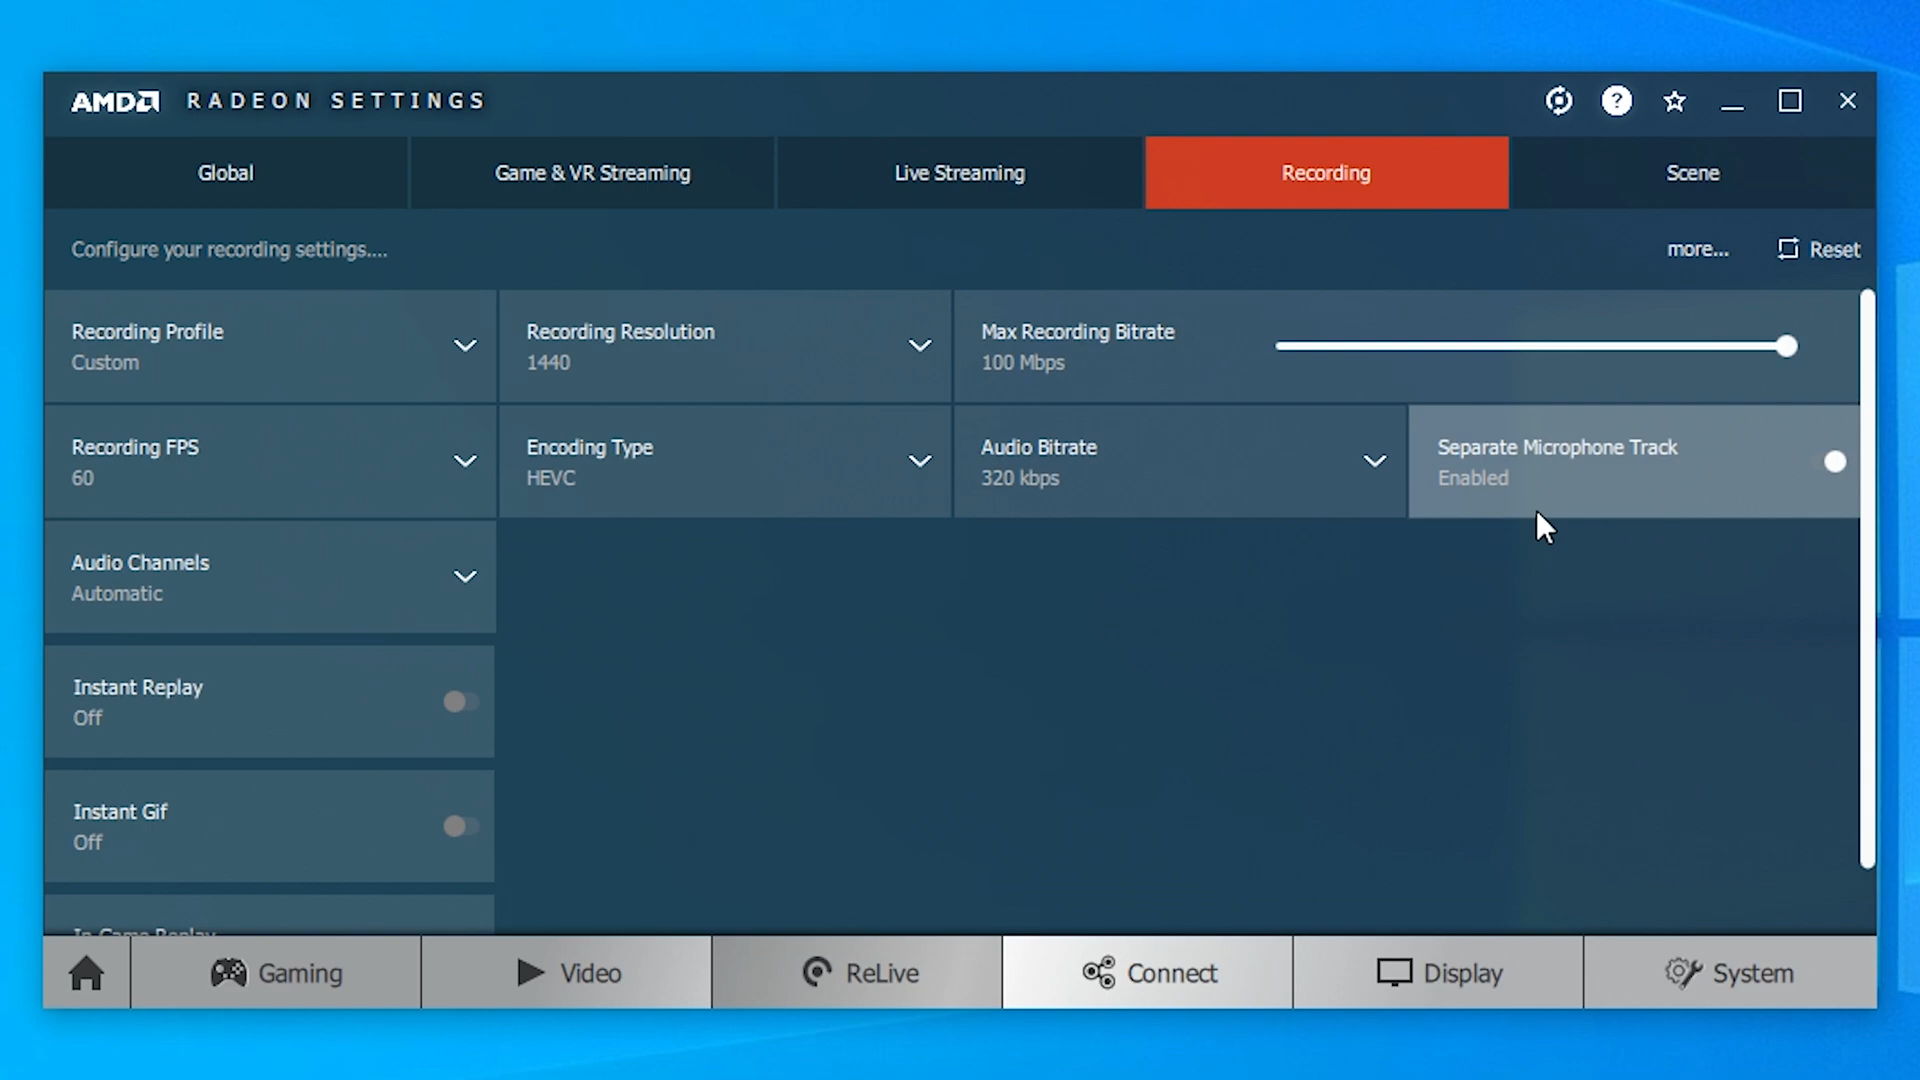 AMD RADEON SETTINGS
Global
Game & VR Streaming
Live Streaming
Recording
Scene
Configure your recording settings....
more...
Reset
Recording Profile
Custom
Recording Resolution
1440
Max Recording Bitrate
100 Mbps
Recording FPS
60
Encoding Type
HEVC
Audio Bitrate
320 kbps
Separate Microphone Track
Enabled
Audio Channels
Automatic
Instant Replay
Off
Instant Gif
Off
In-Game Replay
Gaming
Video
ReLive
Connect
Display
System